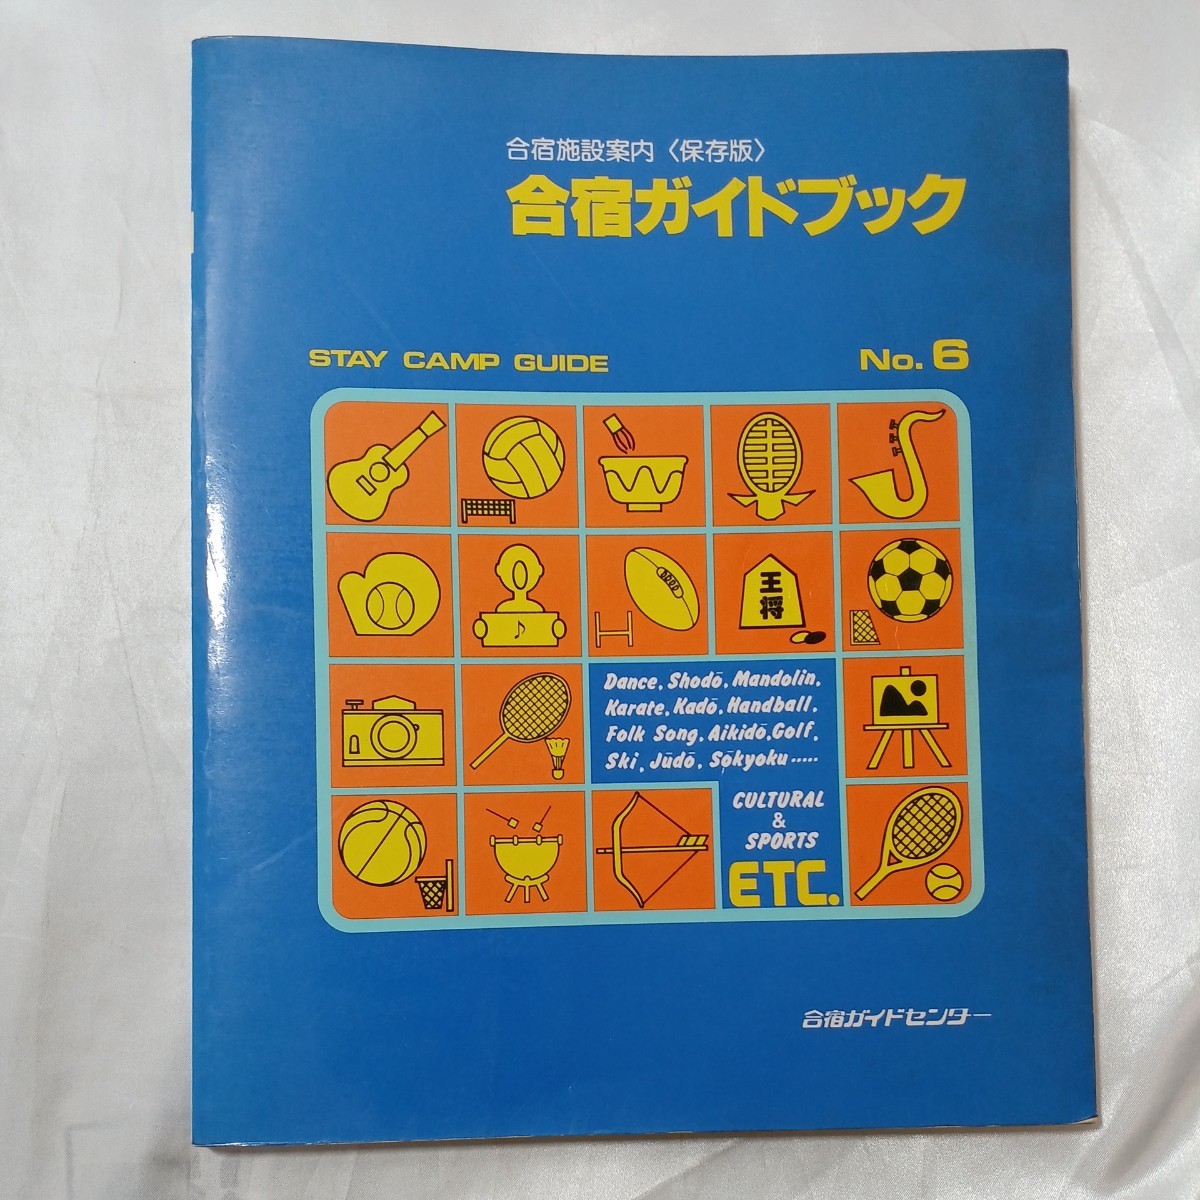 合宿施設案内〈保存版〉
合宿ガイドブック
STAY CAMP GUIDE
No. 6
王将
Dance, Shodō, Mandolin,
Karate, Kadō, Handball,
Folk Song, Aikidō, Golf,
Ski, Jūdō, Sōkyoku·····
CULTURAL
&
SPORTS
ETC.
合宿ガイドセンター